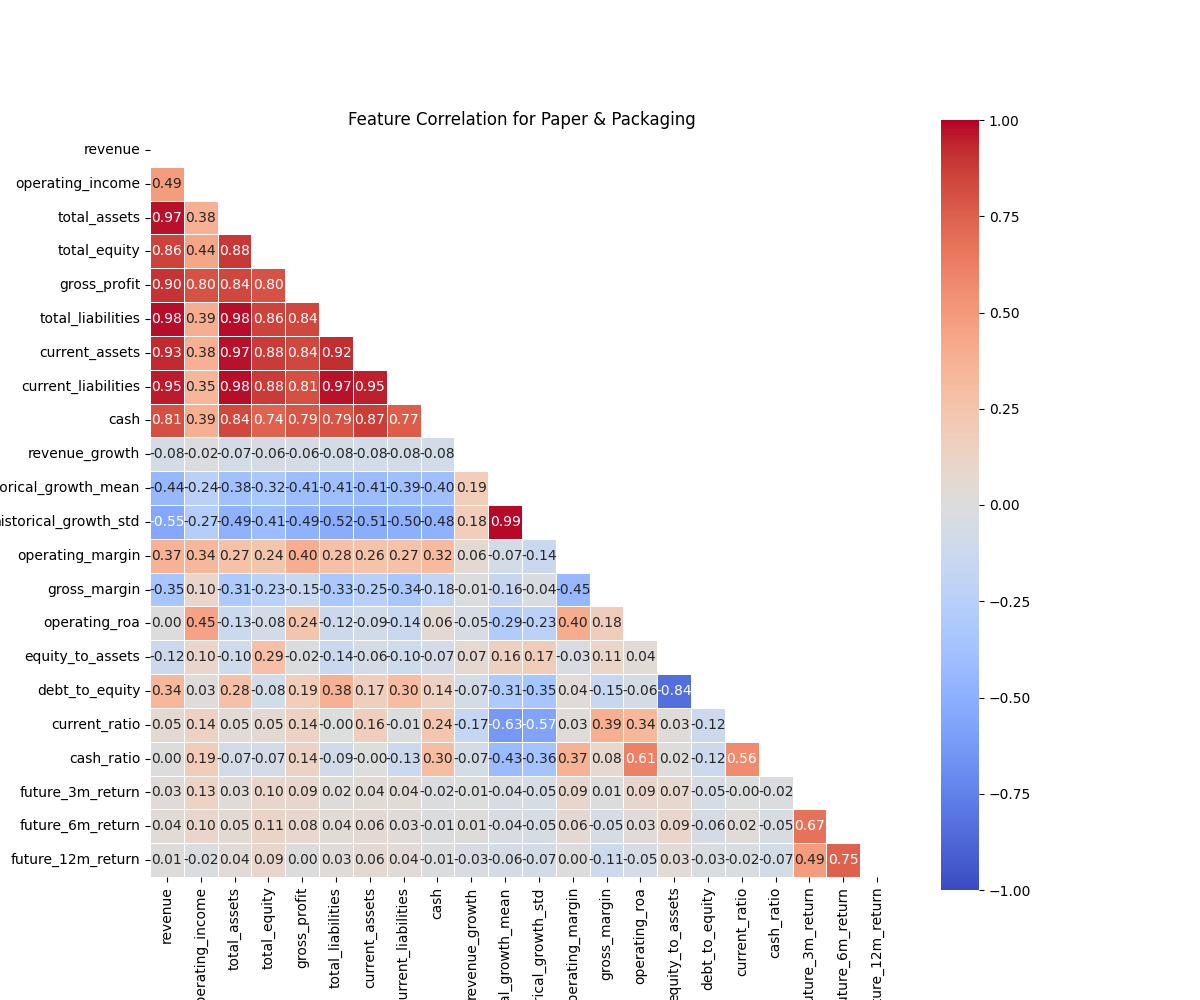 Feature Correlation for Paper & Packaging
revenue
operating_income 0.49
total_assets 0.97 0.38
total_equity 0.86 0.44 0.88
gross_profit 0.90 0.80 0.84 0.80
total_liabilities 0.98 0.39 0.98 0.86 0.84
current_assets 0.93 0.38 0.97 0.88 0.84 0.92
current_liabilities 0.95 0.35 0.98 0.88 0.81 0.97 0.95
cash 0.81 0.39 0.84 0.74 0.79 0.79 0.87 0.77
revenue_growth -0.08 -0.02 -0.07 -0.06 -0.06 -0.08 -0.08 -0.08 -0.08
orical_growth_mean -0.44 -0.24 -0.38 -0.32 -0.41 -0.41 -0.41 -0.39 -0.40 0.19
istorical_growth_std -0.55 -0.27 -0.49 -0.41 -0.49 -0.52 -0.51 -0.50 -0.48 0.18 0.99
operating_margin 0.37 0.34 0.27 0.24 0.40 0.28 0.26 0.27 0.32 0.06 -0.07 -0.14
gross_margin -0.35 0.10 -0.31 -0.23 -0.15 -0.33 -0.25 -0.34 -0.18 -0.01 -0.16 -0.04 -0.45
operating_roa 0.00 0.45 -0.13 -0.08 0.24 -0.12 -0.09 -0.14 0.06 -0.05 -0.29 -0.23 0.40 0.18
equity_to_assets -0.12 0.10 -0.10 0.29 -0.02 -0.14 -0.06 -0.10 -0.07 0.07 0.16 0.17 -0.03 0.11 0.04
debt_to_equity 0.34 0.03 0.28 -0.08 0.19 0.38 0.17 0.30 0.14 -0.07 -0.31 -0.35 0.04 -0.15 -0.06 -0.84
current_ratio 0.05 0.14 0.05 0.05 0.14 -0.00 0.16 -0.01 0.24 -0.17 -0.63 -0.57 0.03 0.39 0.34 -0.03 -0.12
cash_ratio 0.00 0.19 -0.07 -0.07 0.14 -0.09 -0.00 -0.13 0.30 -0.07 -0.43 -0.36 0.37 0.08 0.61 0.02 -0.12 0.56
future_3m_return 0.03 0.13 0.03 0.10 0.09 0.02 0.04 0.04 -0.02 -0.01 -0.04 -0.05 0.09 0.01 0.09 0.07 -0.05 -0.00 -0.02
future_6m_return 0.04 0.10 0.05 0.11 0.08 0.04 0.06 0.03 -0.01 0.01 -0.04 -0.05 0.06 -0.05 0.03 0.09 -0.06 0.02 -0.05 0.67
future_12m_return 0.01 -0.02 0.04 0.09 0.00 0.03 0.06 0.04 -0.01 -0.03 -0.06 -0.07 0.00 -0.11 -0.05 0.03 -0.03 -0.02 -0.07 0.49 0.75
revenue
perating_income
total_assets
total_equity
gross_profit
total_liabilities
current_assets
urrent_liabilities
cash
revenue_growth
al_growth_mean
rical_growth_std
perating_margin
gross_margin
operating_roa
equity_to_assets
debt_to_equity
current_ratio
cash_ratio
uture_3m_return
uture_6m_return
ure_12m_return
1.00
0.75
0.50
0.25
0.00
−0.25
−0.50
−0.75
−1.00